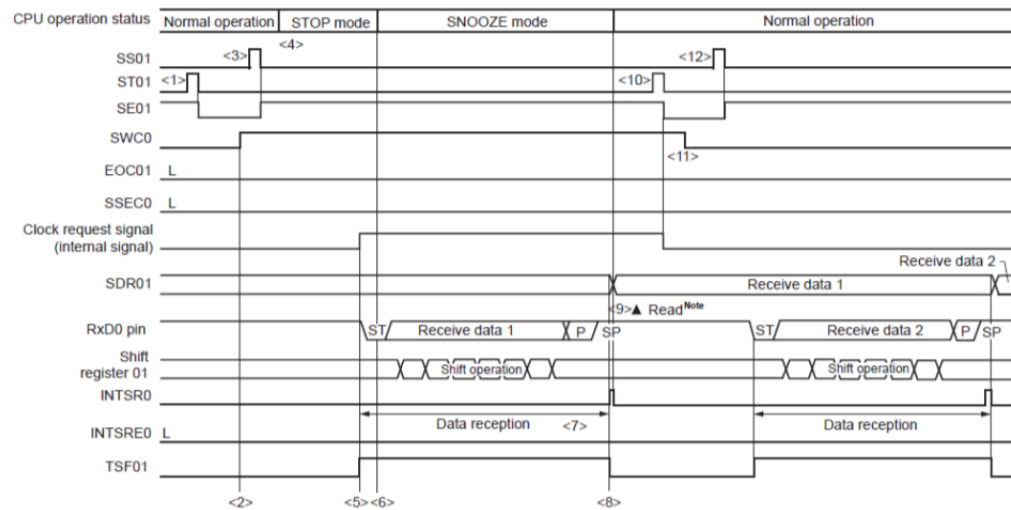 CPU operation status Normal operation STOP mode SNOOZE mode Normal operation
<4>
SS01 <3> <12>
ST01 <1> <10>
SE01
SWC0
<11>
EOC01 L
SSEC0 L
Clock request signal
(internal signal)
Receive data 2
SDR01 Receive data 1
<9>▲ Read Note
RxD0 pin ST Receive data 1 P SP ST Receive data 2 P SP
Shift
register 01 Shift operation Shift operation
INTSR0
Data reception <7> Data reception
INTSRE0 L
TSF01
<2> <5> <6> <8>